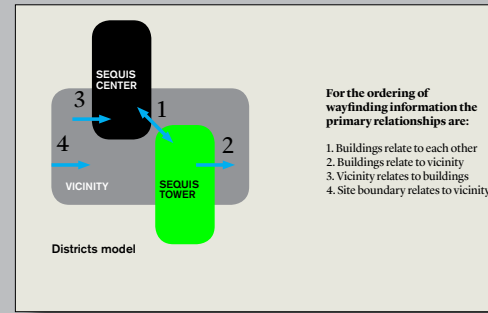 SEQUIS
CENTER
3
1
4
2
VICINITY
SEQUIS
TOWER
Districts model
For the ordering of
wayfinding information the
primary relationships are:
1. Buildings relate to each other
2. Buildings relate to vicinity
3. Vicinity relates to buildings
4. Site boundary relates to vicinity